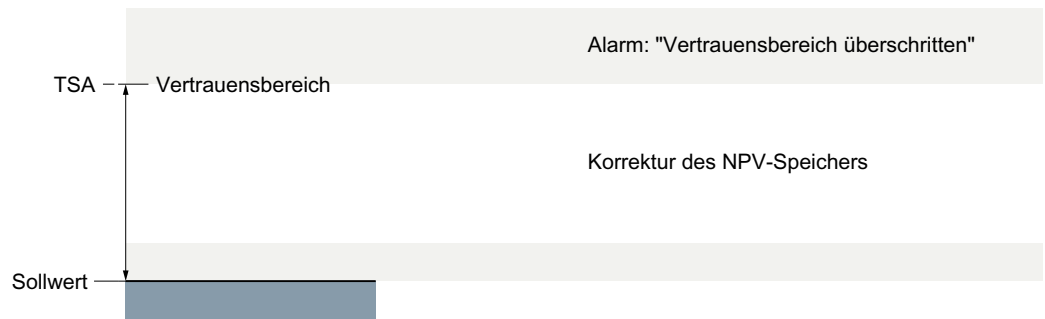 Alarm: "Vertrauensbereich überschritten"
TSA
Vertrauensbereich
Korrektur des NPV-Speichers
Sollwert